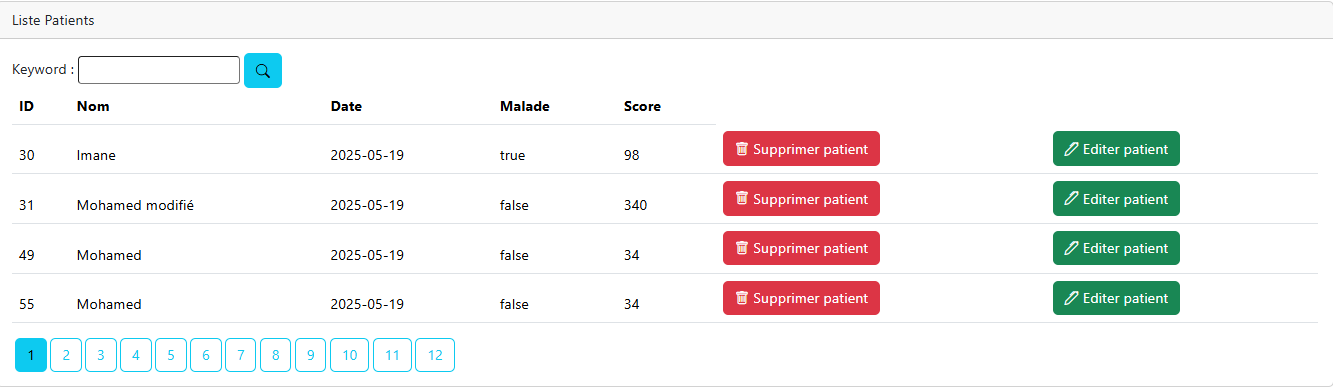 Liste Patients
Keyword :
ID Nom Date Malade Score
30 Imane 2025-05-19 true 98 Supprimer patient Editer patient
31 Mohamed modifié 2025-05-19 false 340 Supprimer patient Editer patient
49 Mohamed 2025-05-19 false 34 Supprimer patient Editer patient
55 Mohamed 2025-05-19 false 34 Supprimer patient Editer patient
1 2 3 4 5 6 7 8 9 10 11 12